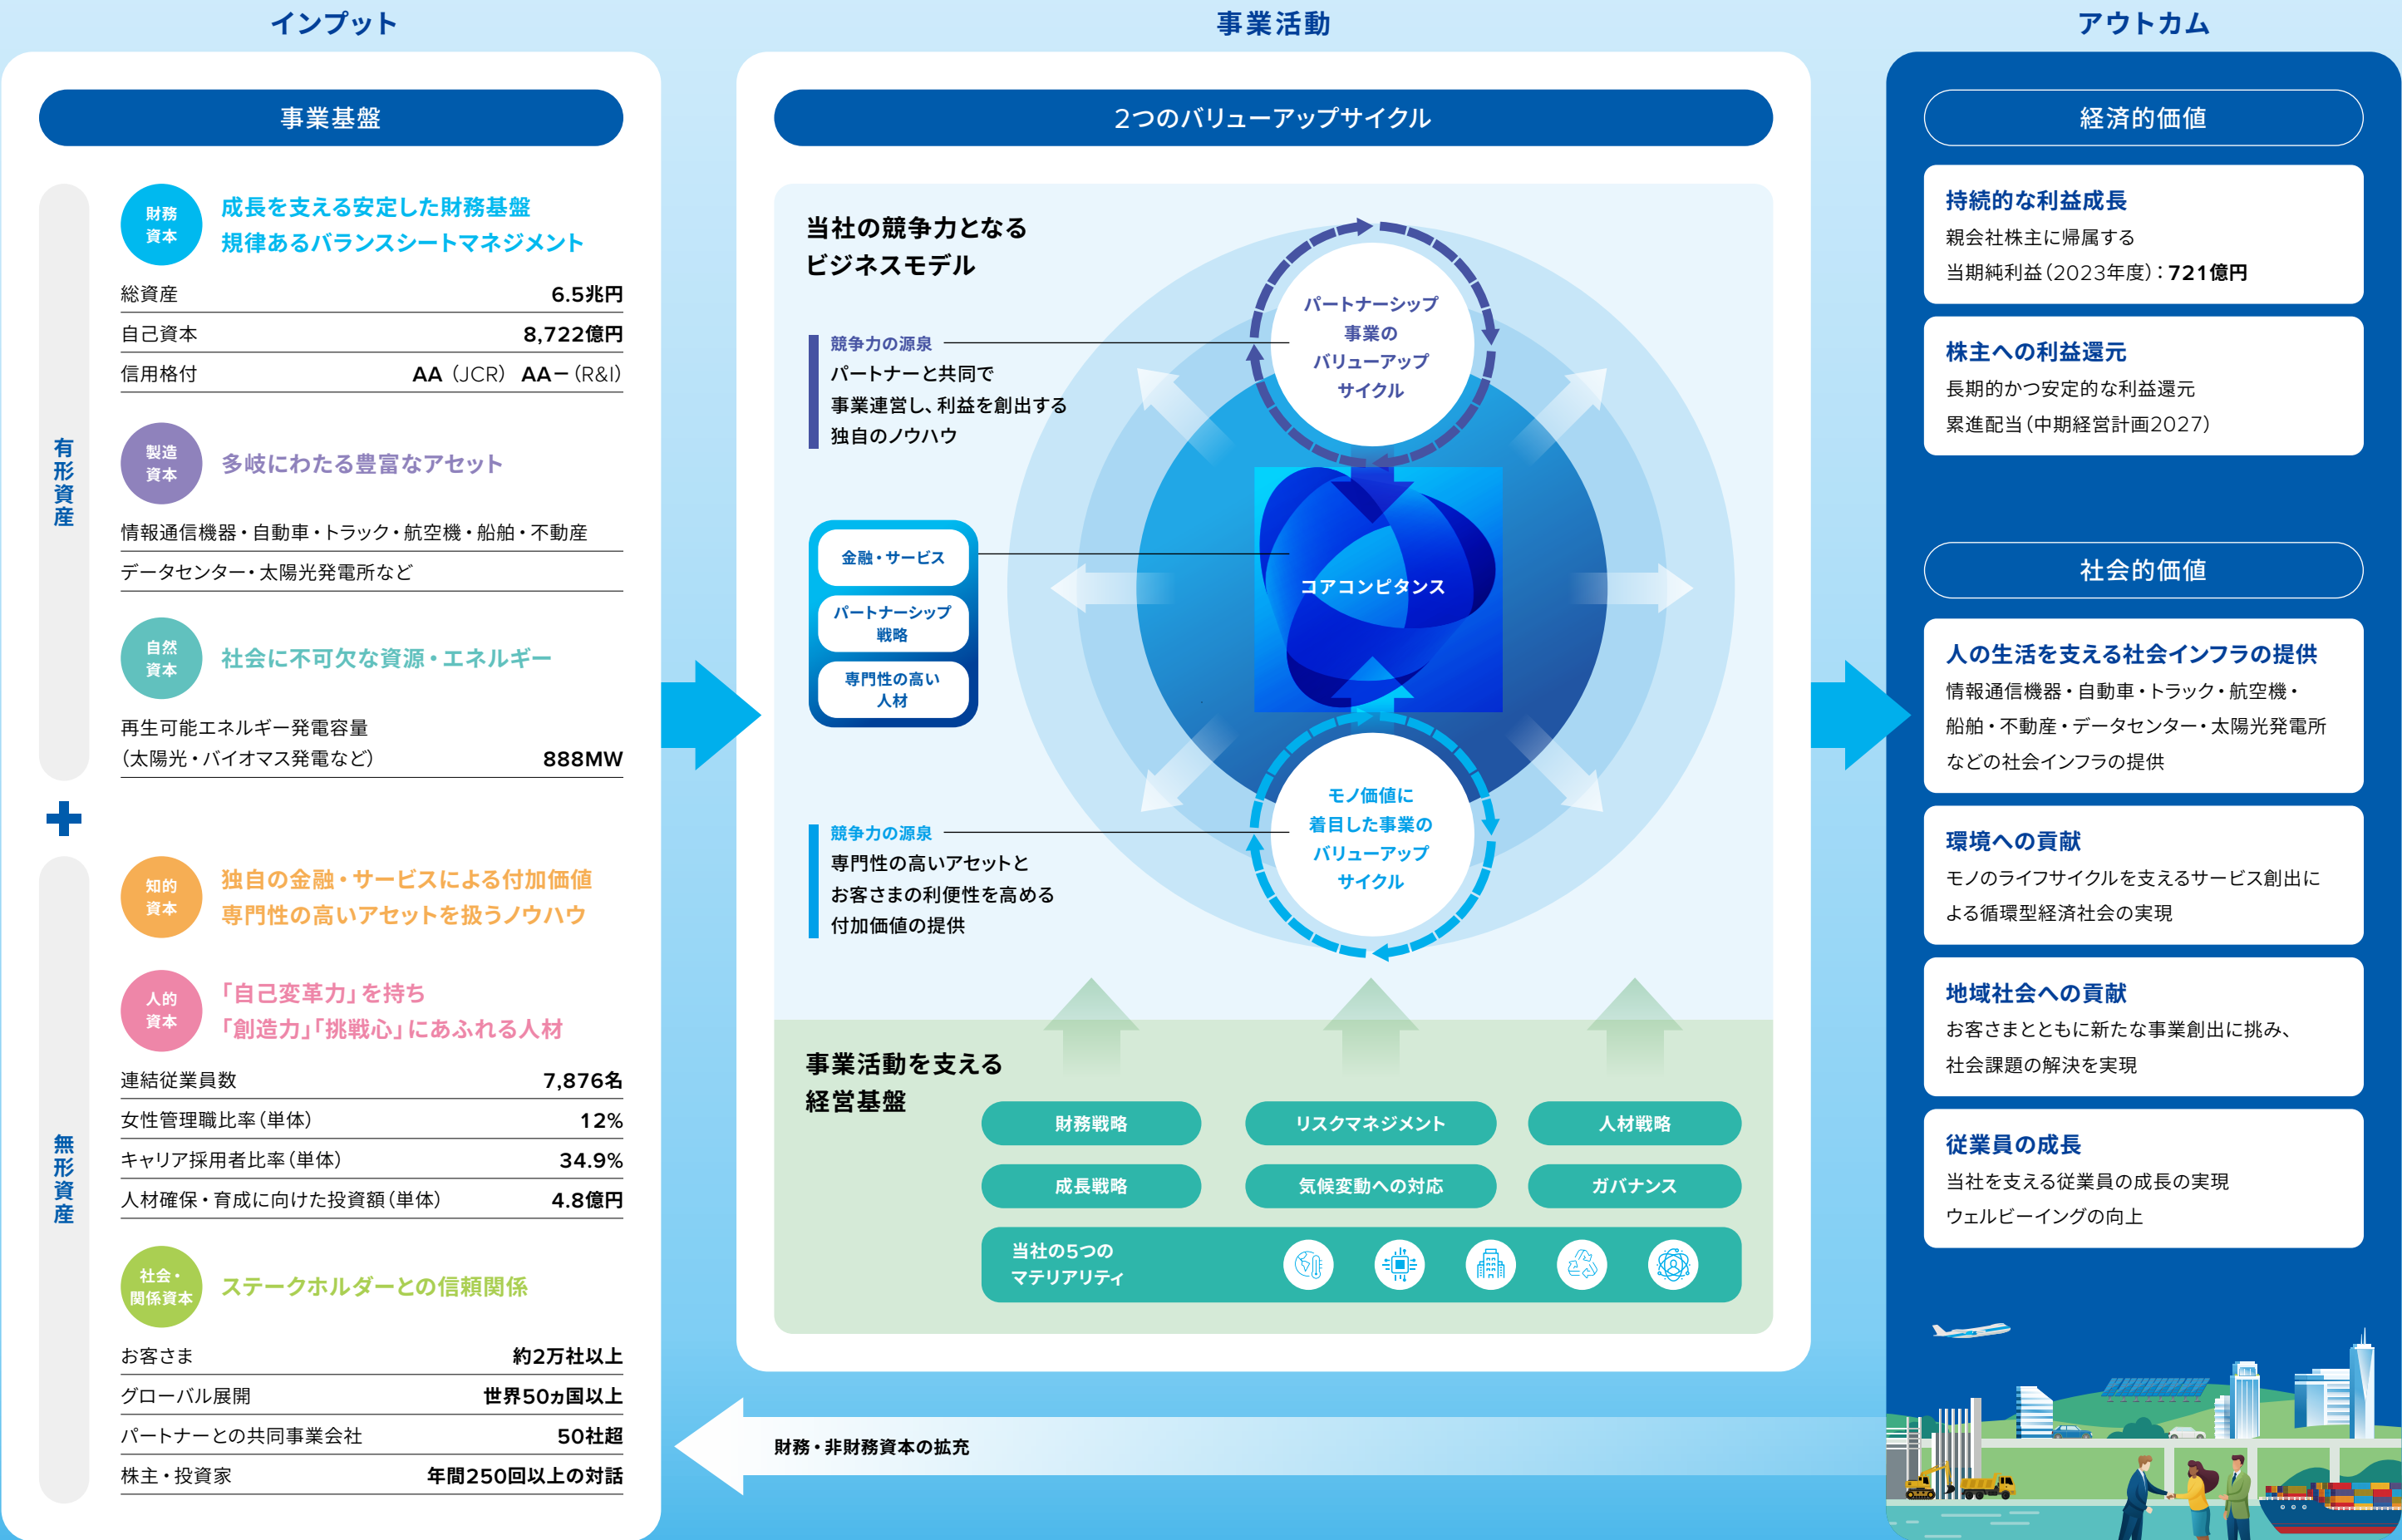 インプット
事業基盤
有形資産
財務
資本
成長を支える安定した財務基盤
規律あるバランスシートマネジメント
総資産 6.5兆円
自己資本 8,722億円
信用格付 AA（JCR） AA−（R&I）
製造
資本
多岐にわたる豊富なアセット
情報通信機器・自動車・トラック・航空機・船舶・不動産
データセンター・太陽光発電所など
自然
資本
社会に不可欠な資源・エネルギー
再生可能エネルギー発電容量
（太陽光・バイオマス発電など） 888MW
+
無形資産
知的
資本
独自の金融・サービスによる付加価値
専門性の高いアセットを扱うノウハウ
人的
資本
「自己変革力」を持ち
「創造力」「挑戦心」にあふれる人材
連結従業員数 7,876名
女性管理職比率（単体） 12%
キャリア採用者比率（単体） 34.9%
人材確保・育成に向けた投資額（単体） 4.8億円
社会・
関係資本
ステークホルダーとの信頼関係
お客さま 約2万社以上
グローバル展開 世界50ヵ国以上
パートナーとの共同事業会社 50社超
株主・投資家 年間250回以上の対話
事業活動
2つのバリューアップサイクル
当社の競争力となる
ビジネスモデル
競争力の源泉
パートナーと共同で
事業運営し、利益を創出する
独自のノウハウ
パートナーシップ
事業の
バリューアップ
サイクル
金融・サービス
パートナーシップ
戦略
専門性の高い
人材
コアコンピタンス
競争力の源泉
専門性の高いアセットと
お客さまの利便性を高める
付加価値の提供
モノ価値に
着目した事業の
バリューアップ
サイクル
事業活動を支える
経営基盤
財務戦略
リスクマネジメント
人材戦略
成長戦略
気候変動への対応
ガバナンス
当社の5つの
マテリアリティ
財務・非財務資本の拡充
アウトカム
経済的価値
持続的な利益成長
親会社株主に帰属する
当期純利益（2023年度）：721億円
株主への利益還元
長期的かつ安定的な利益還元
累進配当（中期経営計画2027）
社会的価値
人の生活を支える社会インフラの提供
情報通信機器・自動車・トラック・航空機・
船舶・不動産・データセンター・太陽光発電所
などの社会インフラの提供
環境への貢献
モノのライフサイクルを支えるサービス創出に
よる循環型経済社会の実現
地域社会への貢献
お客さまとともに新たな事業創出に挑み、
社会課題の解決を実現
従業員の成長
当社を支える従業員の成長の実現
ウェルビーイングの向上